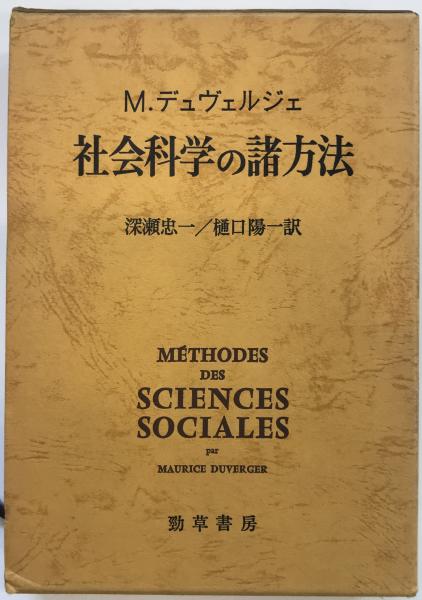 M.デュヴェルジェ
社会科学の諸方法
深瀬忠一／樋口陽一訳
MÉTHODES
DES
SCIENCES
SOCIALES
par
MAURICE DUVERGER
勁草書房